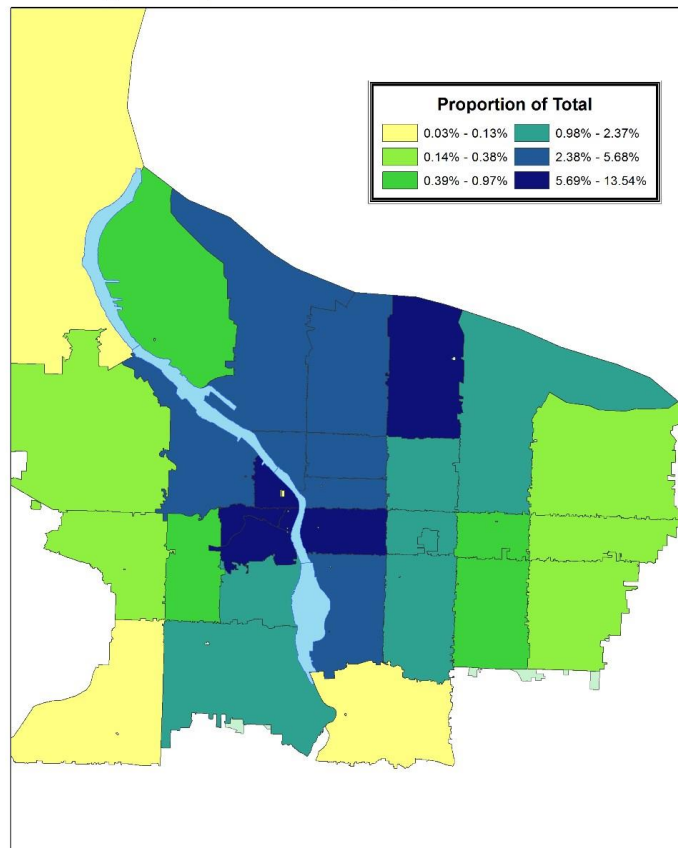 Proportion of Total
0.03% - 0.13%
0.98% - 2.37%
0.14% - 0.38%
2.38% - 5.68%
0.39% - 0.97%
5.69% - 13.54%